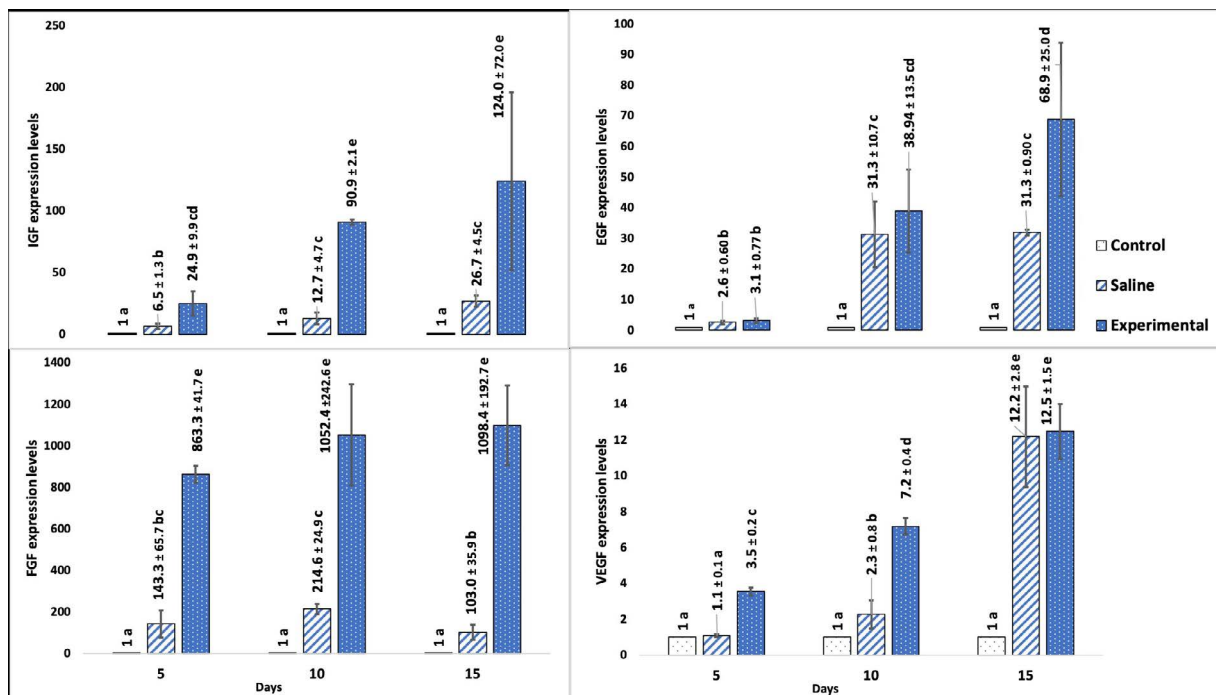 IGF expression levels
250
200
150
100
50
0
1 a
6.5 ± 1.3 b
24.9 ± 9.9 cd
1 a
12.7 ± 4.7 c
90.9 ± 2.1 e
1 a
26.7 ± 4.5c
124.0 ± 72.0 e
EGF expression levels
100
90
80
70
60
50
40
30
20
10
0
1 a
2.6 ± 0.60 b
3.1 ± 0.77 b
1 a
31.3 ± 10.7 c
38.94 ± 13.5 cd
1 a
31.3 ± 0.90 c
68.9 ± 25.0 d
Control
Saline
Experimental
FGF expression levels
1400
1200
1000
800
600
400
200
0
1 a
143.3 ± 65.7 bc
863.3 ± 41.7 e
1 a
214.6 ± 24.9 c
1052.4 ±242.6 e
1 a
103.0 ± 35.9 b
1098.4 ± 192.7 e
5
10
15
Days
VEGF expression levels
16
14
12
10
8
6
4
2
0
1 a
1.1 ± 0.1 a
3.5 ± 0.2 c
1 a
2.3 ± 0.8 b
7.2 ± 0.4 d
1 a
12.2 ± 2.8 e
12.5 ± 1.5 e
5
10
15
Days